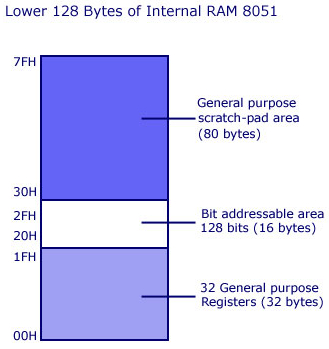 Lower 128 Bytes of Internal RAM 8051
7FH
General purpose
scratch-pad area
(80 bytes)
30H
2FH
Bit addressable area
128 bits (16 bytes)
20H
1FH
32 General purpose
Registers (32 bytes)
00H